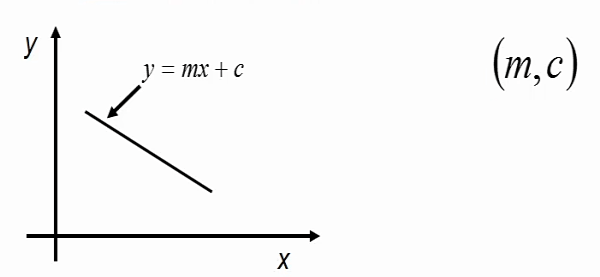 y
y = mx + c
(m,c)
x